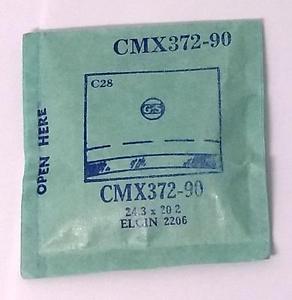 CMX372-90
C28
GS
OPEN HERE
CMX372-90
24.3 x 20.2
ELGIN 2206